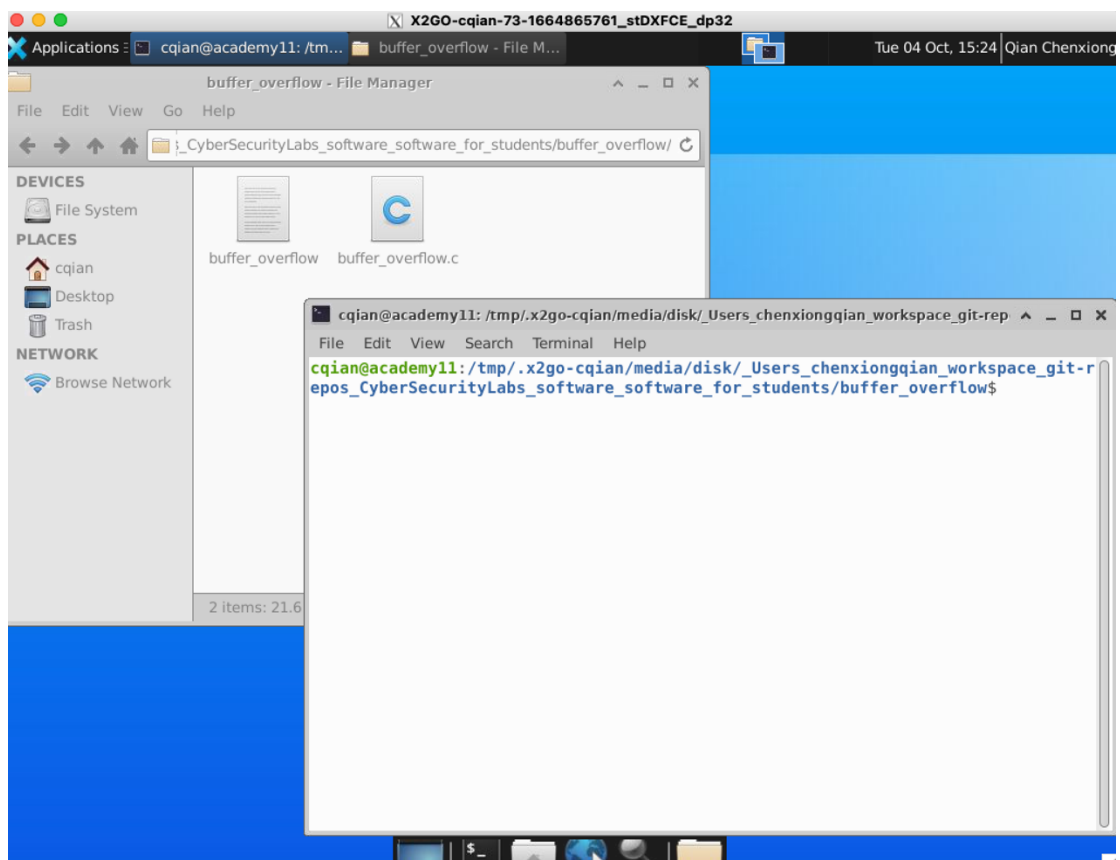 X2GO-cqian-73-1664865761_stDXFCE_dp32
Applications cqian@academy11: /tm... buffer_overflow - File M... Tue 04 Oct, 15:24 Qian Chenxiong
buffer_overflow - File Manager
File Edit View Go Help
_CyberSecurityLabs_software_software_for_students/buffer_overflow/
DEVICES
File System
PLACES
cqian
Desktop
Trash
NETWORK
Browse Network
buffer_overflow buffer_overflow.c
2 items: 21.6
cqian@academy11: /tmp/.x2go-cqian/media/disk/_Users_chenxiongqian_workspace_git-rep
File Edit View Search Terminal Help
cqian@academy11:/tmp/.x2go-cqian/media/disk/_Users_chenxiongqian_workspace_git-r
epos_CyberSecurityLabs_software_software_for_students/buffer_overflow$
$_